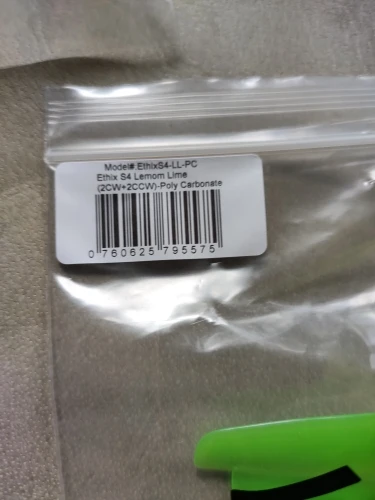 Model# EthixS4-LL-PC
Ethix S4 Lemom Lime
(2CW+2CCW)-Poly Carbonate
0 760625 795575